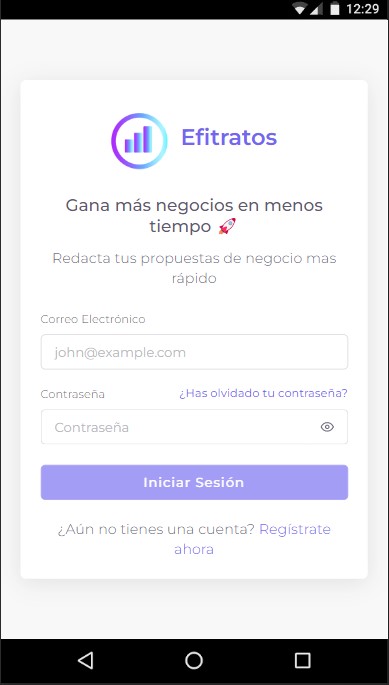 12:29
Efitratos
Gana más negocios en menos
tiempo 🚀
Redacta tus propuestas de negocio mas
rápido
Correo Electrónico
john@example.com
Contraseña ¿Has olvidado tu contraseña?
Contraseña
Iniciar Sesión
¿Aún no tienes una cuenta? Regístrate
ahora